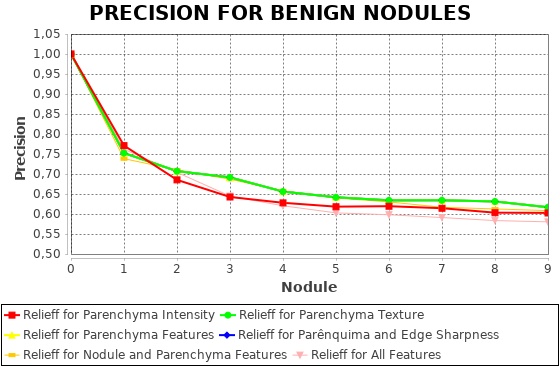 PRECISION FOR BENIGN NODULES
1,05
1,00
0,95
0,90
0,85
0,80
0,75
0,70
0,65
0,60
0,55
0,50
Precision
0 1 2 3 4 5 6 7 8 9
Nodule
Relieff for Parenchyma Intensity Relieff for Parenchyma Texture
Relieff for Parenchyma Features Relieff for Parênquima and Edge Sharpness
Relieff for Nodule and Parenchyma Features Relieff for All Features